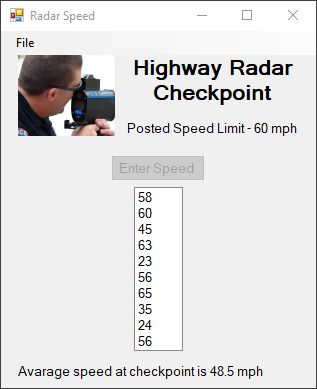 Radar Speed
File
Highway Radar
Checkpoint
Posted Speed Limit - 60 mph
Enter Speed
58
60
45
63
23
56
65
35
24
56
Avarage speed at checkpoint is 48.5 mph